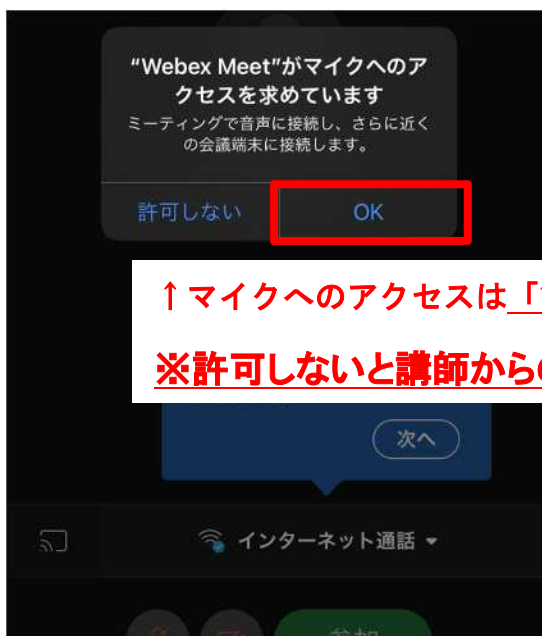 “Webex Meet”がマイクへのア
クセスを求めています
ミーティングで音声に接続し、さらに近く
の会議端末に接続します。
許可しない
OK
↑マイクへのアクセスは「
※許可しないと講師から
次へ
インターネット通話
参加